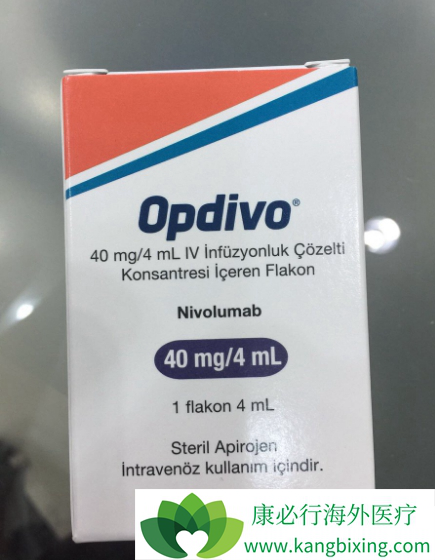 Opdivo®
40 mg/4 mL IV İnfüzyonluk Çözelti
Konsantresi İçeren Flakon
Nivolumab
40 mg/4 mL
1 flakon 4 mL
Steril Apirojen
İntravenöz kullanım içindir.
康必行海外医疗
www.kangbixing.com